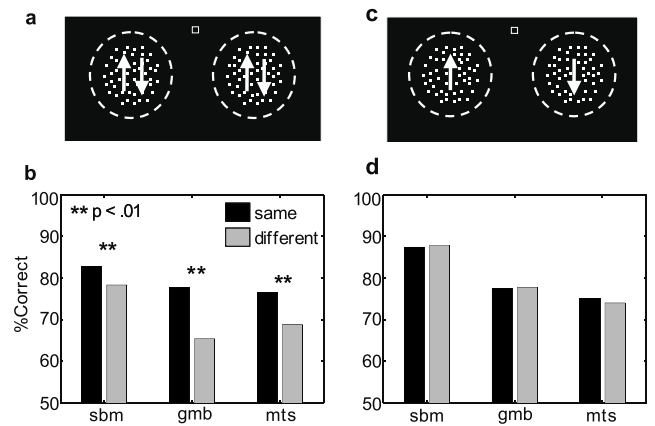 a
c
b
d
100
90
80
70
60
50
%Correct
** p < .01
same
different
**
**
**
sbm
gmb
mts
100
90
80
70
60
50
sbm
gmb
mts